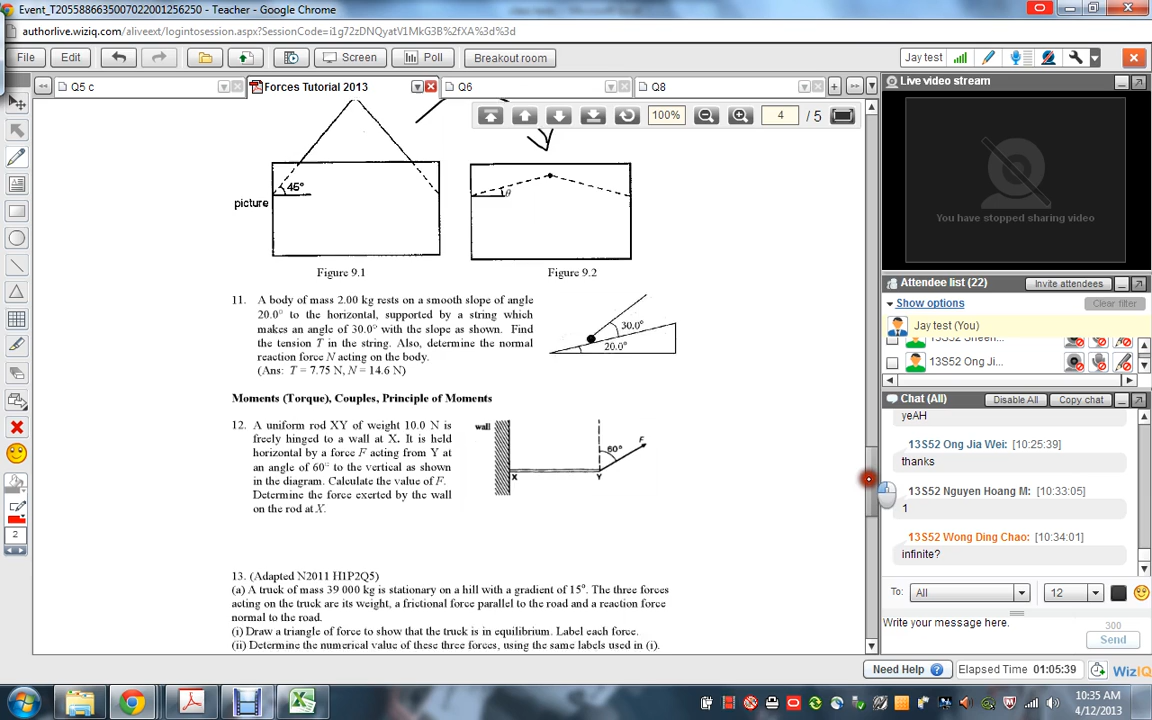 Event_T2055886635007022001256250 - Teacher - Google Chrome
authorlive.wiziq.com/aliveext/logintosession.aspx?SessionCode=i1g72zDNQyatV1MkG3B%2fXA%3d%3d
File
Edit
Screen
Poll
Breakout room
Jay test
Q5 c
Forces Tutorial 2013
Q6
Q8
100%
4
/ 5
45°
picture
θ
Figure 9.1
Figure 9.2
11. A body of mass 2.00 kg rests on a smooth slope of angle
20.0° to the horizontal, supported by a string which
makes an angle of 30.0° with the slope as shown. Find
the tension T in the string. Also, determine the normal
reaction force N acting on the body.
(Ans: T = 7.75 N, N = 14.6 N)
30.0°
20.0°
Moments (Torque), Couples, Principle of Moments
12. A uniform rod XY of weight 10.0 N is
freely hinged to a wall at X. It is held
horizontal by a force F acting from Y at
an angle of 60° to the vertical as shown
in the diagram. Calculate the value of F.
Determine the force exerted by the wall
on the rod at X.
wall
60°
F
X
Y
13. (Adapted N2011 H1P2Q5)
(a) A truck of mass 39 000 kg is stationary on a hill with a gradient of 15°. The three forces
acting on the truck are its weight, a frictional force parallel to the road and a reaction force
normal to the road.
(i) Draw a triangle of force to show that the truck is in equilibrium. Label each force.
(ii) Determine the numerical value of these three forces, using the same labels used in (i).
2
Live video stream
You have stopped sharing video
Attendee list (22)
Invite attendees
Show options
Clear filter
Jay test (You)
13S52 Sheen...
13S52 Ong Ji...
Chat (All)
Disable All
Copy chat
yeAH
13S52 Ong Jia Wei: [10:25:39]
thanks
13S52 Nguyen Hoang M: [10:33:05]
1
13S52 Wong Ding Chao: [10:34:01]
infinite?
To:
All
12
Write your message here.
300
Send
Need Help
?
Elapsed Time
01:05:39
WizIQ
10:35 AM
4/12/2013